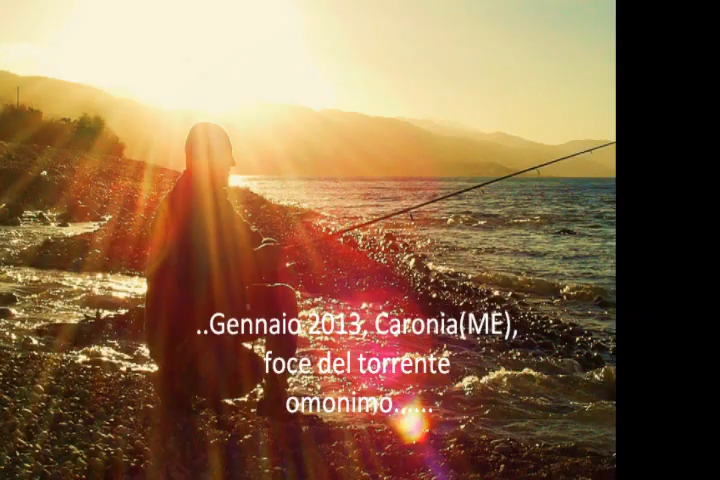 ..Gennaio 2013, Caronia(ME),
foce del torrente
omonimo......